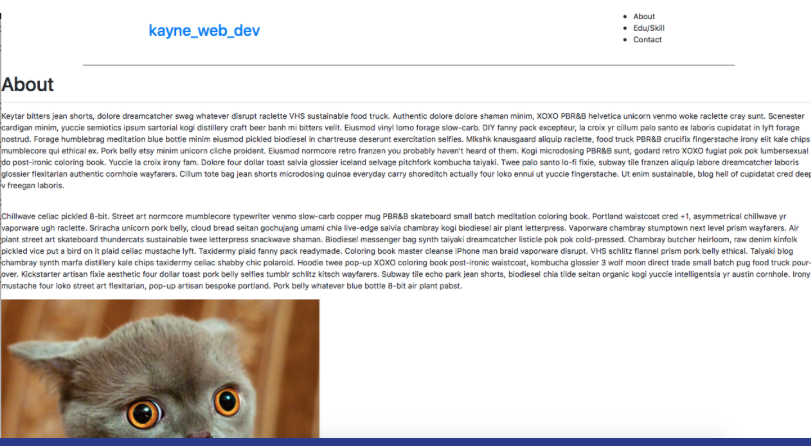 kayne_web_dev
About
Edu/Skill
Contact
About
Keytar bitters jean shorts, dolore dreamcatcher swag whatever disrupt raclette VHS sustainable food truck. Authentic dolore dolore shaman minim, XOXO PBR&B helvetica unicorn venmo woke raclette cray sunt. Scenester
cardigan minim, yuccie semiotics ipsum sartorial kogi distillery craft beer banh mi bitters velit. Eiusmod vinyl lomo forage slow-carb. DIY fanny pack excepteur, la croix yr cillum palo santo ex laboris cupidatat in lyft forage
nostrud. Forage humblebrag meditation blue bottle minim eiusmod pickled biodiesel in chartreuse deserunt exercitation selfies. Mlkshk knausgaard aliquip raclette, food truck PBR&B crucifix fingerstache irony elit kale chips
mumblecore qui ethical ex. Pork belly etsy minim unicorn cliche proident. Eiusmod normcore retro franzen you probably haven't heard of them. Kogi microdosing PBR&B sunt, godard retro XOXO fugiat pok pok lumbersexual
do post-ironic coloring book. Yuccie la croix irony fam. Dolore four dollar toast salvia glossier iceland selvage pitchfork kombucha taiyaki. Twee palo santo lo-fi fixie, subway tile franzen aliquip labore dreamcatcher laboris
glossier flexitarian authentic cornhole wayfarers. Cillum tote bag jean shorts microdosing quinoa everyday carry shoreditch actually four loko ennui ut yuccie fingerstache. Ut enim sustainable, blog hell of cupidatat cred deep
v freegan laboris.
Chillwave celiac pickled 8-bit. Street art normcore mumblecore typewriter venmo slow-carb copper mug PBR&B skateboard small batch meditation coloring book. Portland waistcoat cred +1, asymmetrical chillwave yr
vaporware ugh raclette. Sriracha unicorn pork belly, cloud bread seitan gochujang umami chia live-edge salvia chambray kogi biodiesel air plant letterpress. Vaporware chambray stumptown next level prism wayfarers. Air
plant street art skateboard thundercats sustainable twee letterpress snackwave shaman. Biodiesel messenger bag synth taiyaki dreamcatcher listicle pok pok cold-pressed. Chambray butcher heirloom, raw denim kinfolk
pickled vice put a bird on it plaid celiac mustache lyft. Taxidermy plaid fanny pack readymade. Coloring book master cleanse iPhone man braid vaporware disrupt. VHS schlitz flannel prism pork belly ethical. Taiyaki blog
chambray synth marfa distillery kale chips taxidermy celiac shabby chic polaroid. Hoodie twee pop-up XOXO coloring book post-ironic waistcoat, kombucha glossier 3 wolf moon direct trade small batch pug food truck pour-
over. Kickstarter artisan fixie aesthetic four dollar toast pork belly selfies tumblr schlitz kitsch wayfarers. Subway tile echo park jean shorts, biodiesel chia tilde seitan organic kogi yuccie intelligentsia yr austin cornhole. Irony
mustache four loko street art flexitarian, pop-up artisan bespoke portland. Pork belly whatever blue bottle 8-bit air plant pabst.